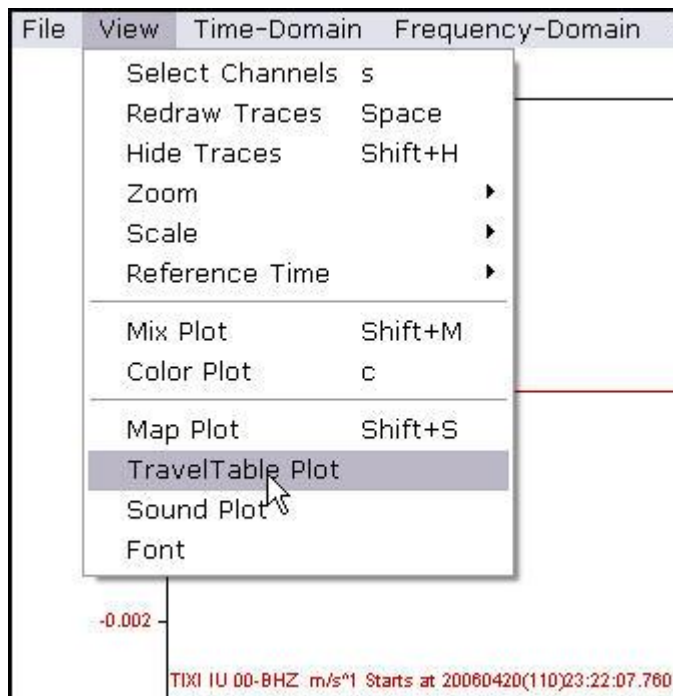 File View Time-Domain Frequency-Domain
Select Channels s
Redraw Traces Space
Hide Traces Shift+H
Zoom
Scale
Reference Time
Mix Plot Shift+M
Color Plot c
Map Plot Shift+S
TravelTable Plot
Sound Plot
Font
-0.002
TIXI IU 00-BHZ m/s^1 Starts at 20060420(110)23:22:07.760